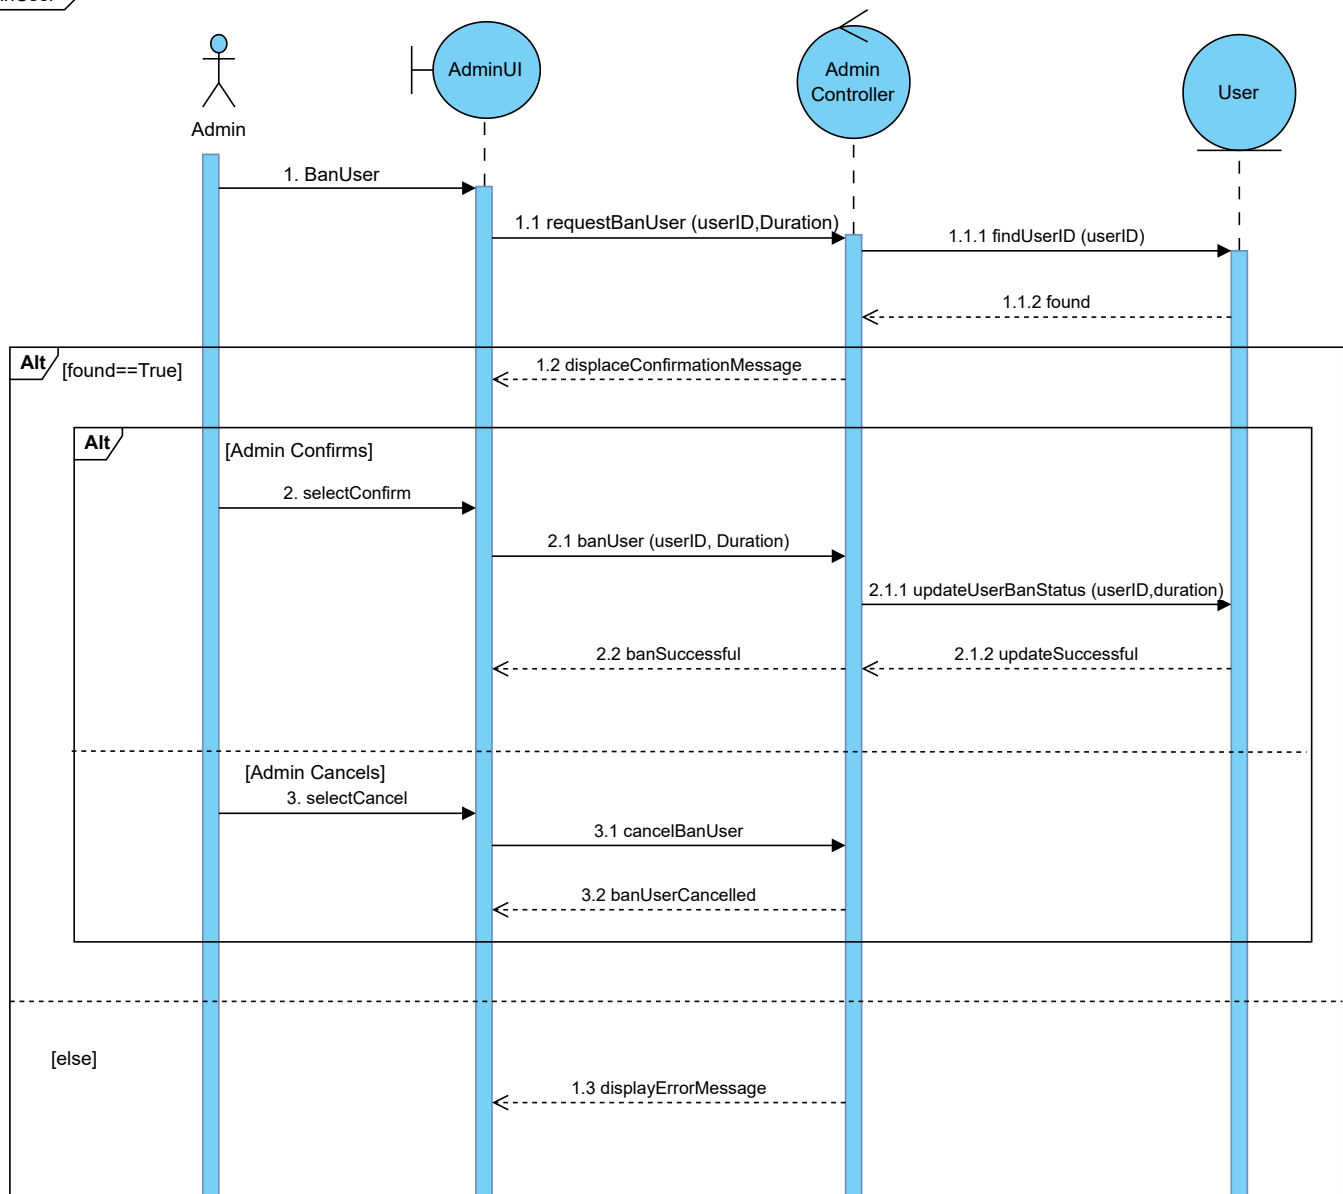 Admin
AdminUI
Admin
Controller
User
1. BanUser
1.1 requestBanUser (userID,Duration)
1.1.1 findUserID (userID)
1.1.2 found
Alt
[found==True]
1.2 displaceConfirmationMessage
Alt
[Admin Confirms]
2. selectConfirm
2.1 banUser (userID, Duration)
2.1.1 updateUserBanStatus (userID,duration)
2.2 banSuccessful
2.1.2 updateSuccessful
[Admin Cancels]
3. selectCancel
3.1 cancelBanUser
3.2 banUserCancelled
[else]
1.3 displayErrorMessage